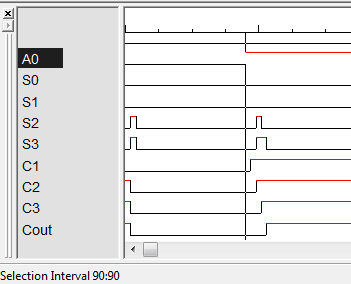 A0
S0
S1
S2
S3
C1
C2
C3
Cout
Selection Interval 90:90